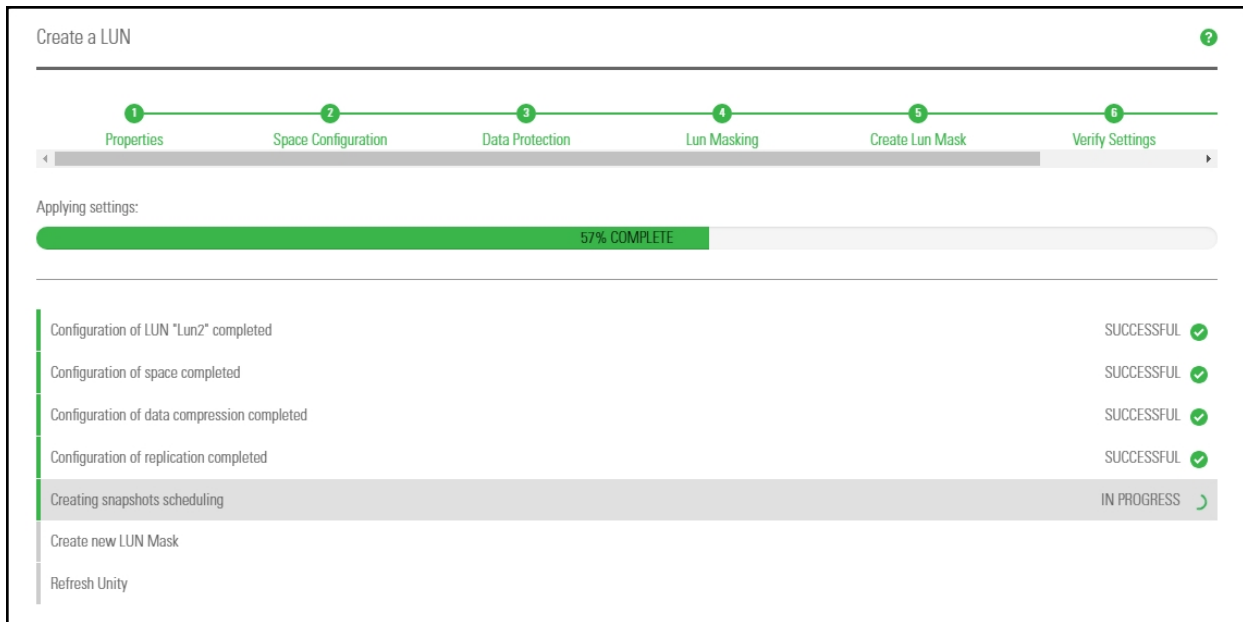 Create a LUN ?
1 2 3 4 5 6
Properties Space Configuration Data Protection Lun Masking Create Lun Mask Verify Settings
Applying settings:
57% COMPLETE
Configuration of LUN "Lun2" completed SUCCESSFUL
Configuration of space completed SUCCESSFUL
Configuration of data compression completed SUCCESSFUL
Configuration of replication completed SUCCESSFUL
Creating snapshots scheduling IN PROGRESS
Create new LUN Mask
Refresh Unity